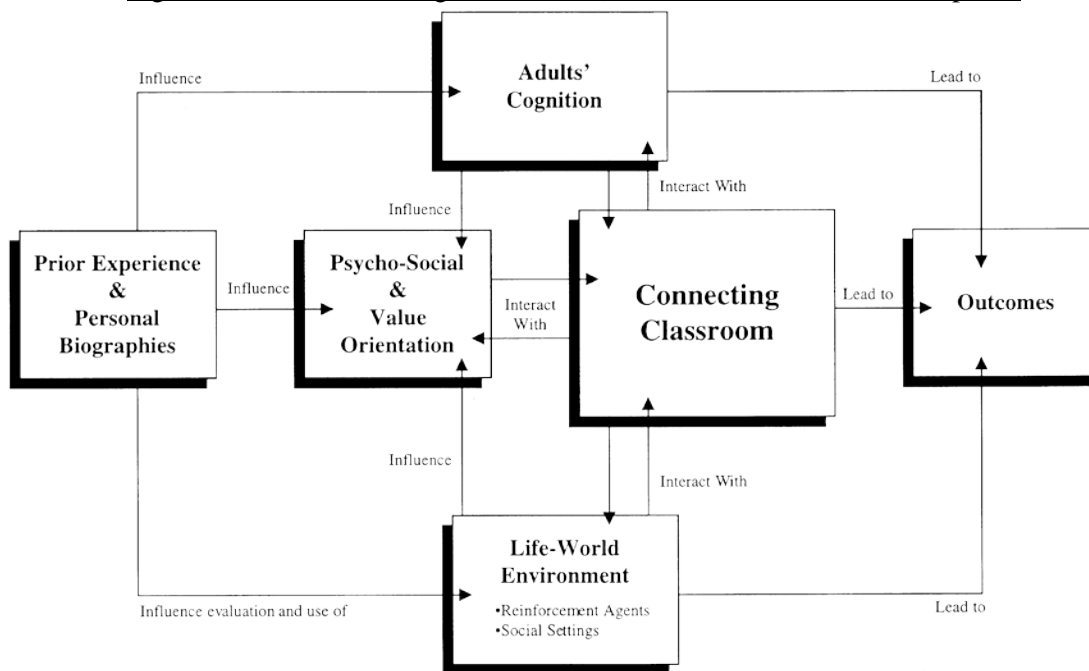 Influence
Adults'
Cognition
Lead to
Influence
Interact With
Prior Experience
&
Personal
Biographies
Influence
Psycho-Social
&
Value
Orientation
Interact
With
Connecting
Classroom
Lead to
Outcomes
Influence
Interact With
Influence evaluation and use of
Life-World
Environment
•Reinforcement Agents
•Social Settings
Lead to